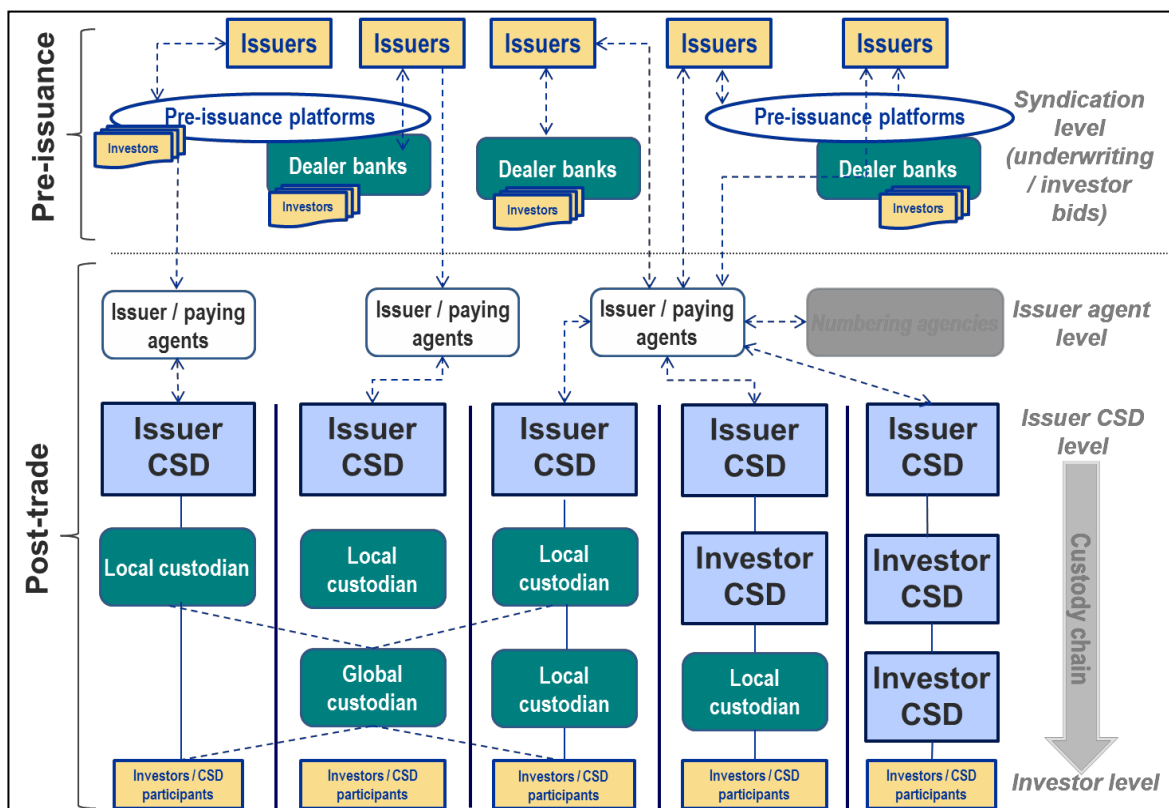 Pre-issuance
Issuers
Issuers
Issuers
Issuers
Issuers
Pre-issuance platforms
Pre-issuance platforms
Investors
Dealer banks
Investors
Dealer banks
Investors
Dealer banks
Investors
Syndication
level
(underwriting
/ investor
bids)
Post-trade
Issuer / paying
agents
Issuer / paying
agents
Issuer / paying
agents
Numbering agencies
Issuer agent
level
Issuer
CSD
Issuer
CSD
Issuer
CSD
Issuer
CSD
Issuer
CSD
Issuer CSD
level
Local custodian
Local
custodian
Local
custodian
Investor
CSD
Investor
CSD
Custody chain
Global
custodian
Local
custodian
Local
custodian
Investor
CSD
Investors / CSD
participants
Investors / CSD
participants
Investors / CSD
participants
Investors / CSD
participants
Investors / CSD
participants
Investor level